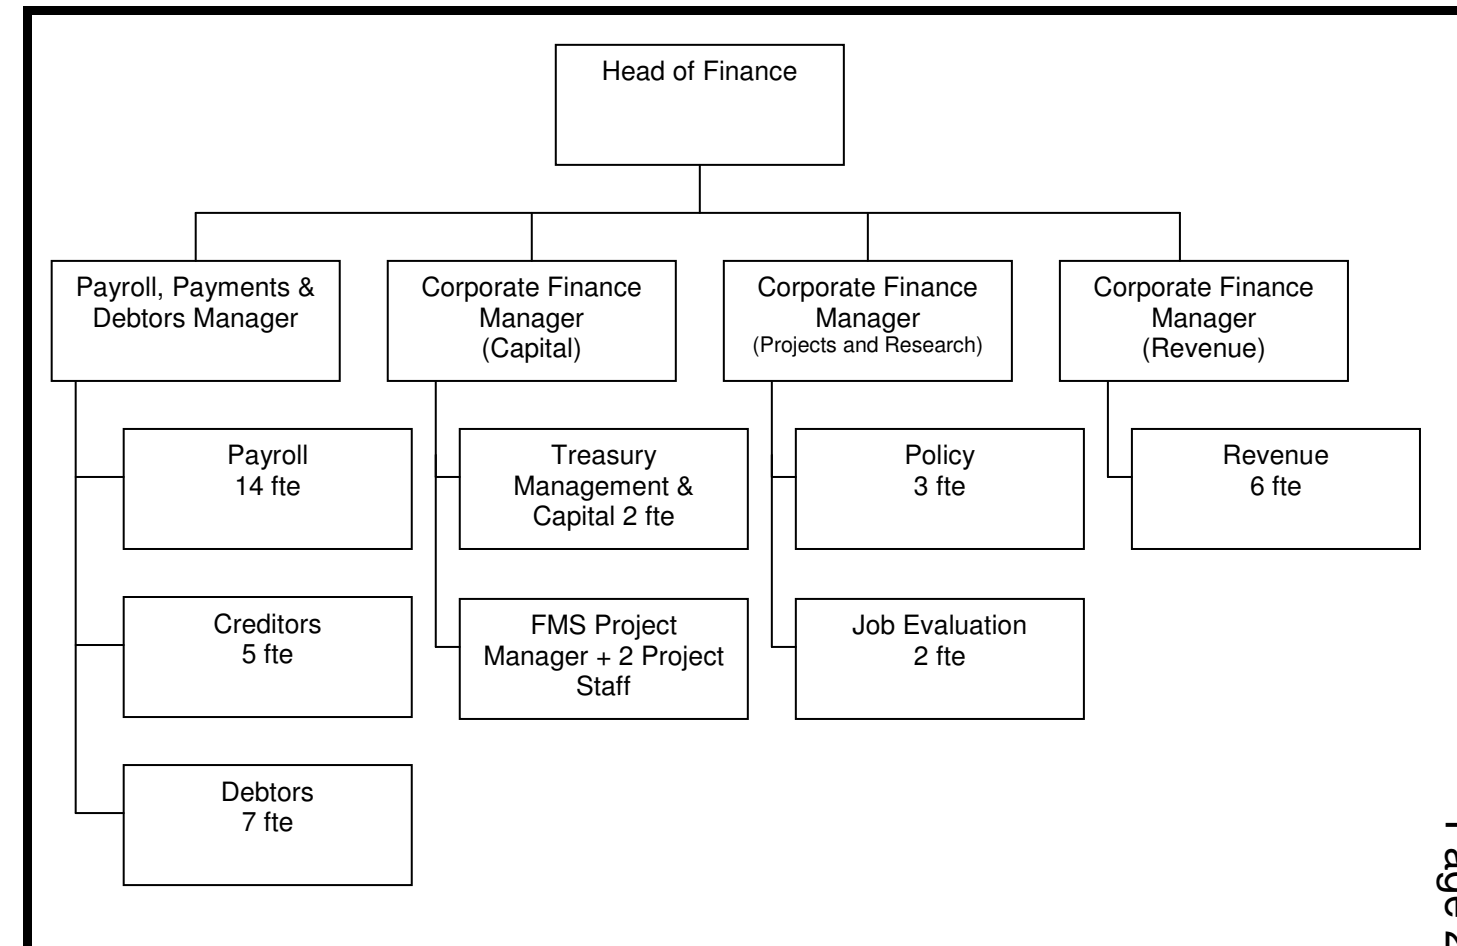 Head of Finance
Payroll, Payments &
Debtors Manager
Corporate Finance
Manager
(Capital)
Corporate Finance
Manager
(Projects and Research)
Corporate Finance
Manager
(Revenue)
Payroll
14 fte
Treasury
Management &
Capital 2 fte
Policy
3 fte
Revenue
6 fte
Creditors
5 fte
FMS Project
Manager + 2 Project
Staff
Job Evaluation
2 fte
Debtors
7 fte
Page